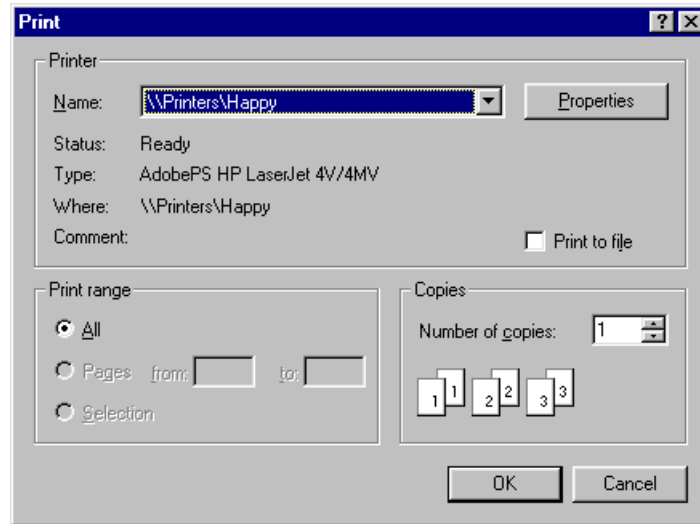 Print
Printer
Name: \\Printers\Happy Properties
Status: Ready
Type: AdobePS HP LaserJet 4V/4MV
Where: \\Printers\Happy
Comment: Print to file
Print range
All
Pages from: to:
Selection
Copies
Number of copies: 1
1 1 2 2 3 3
OK Cancel